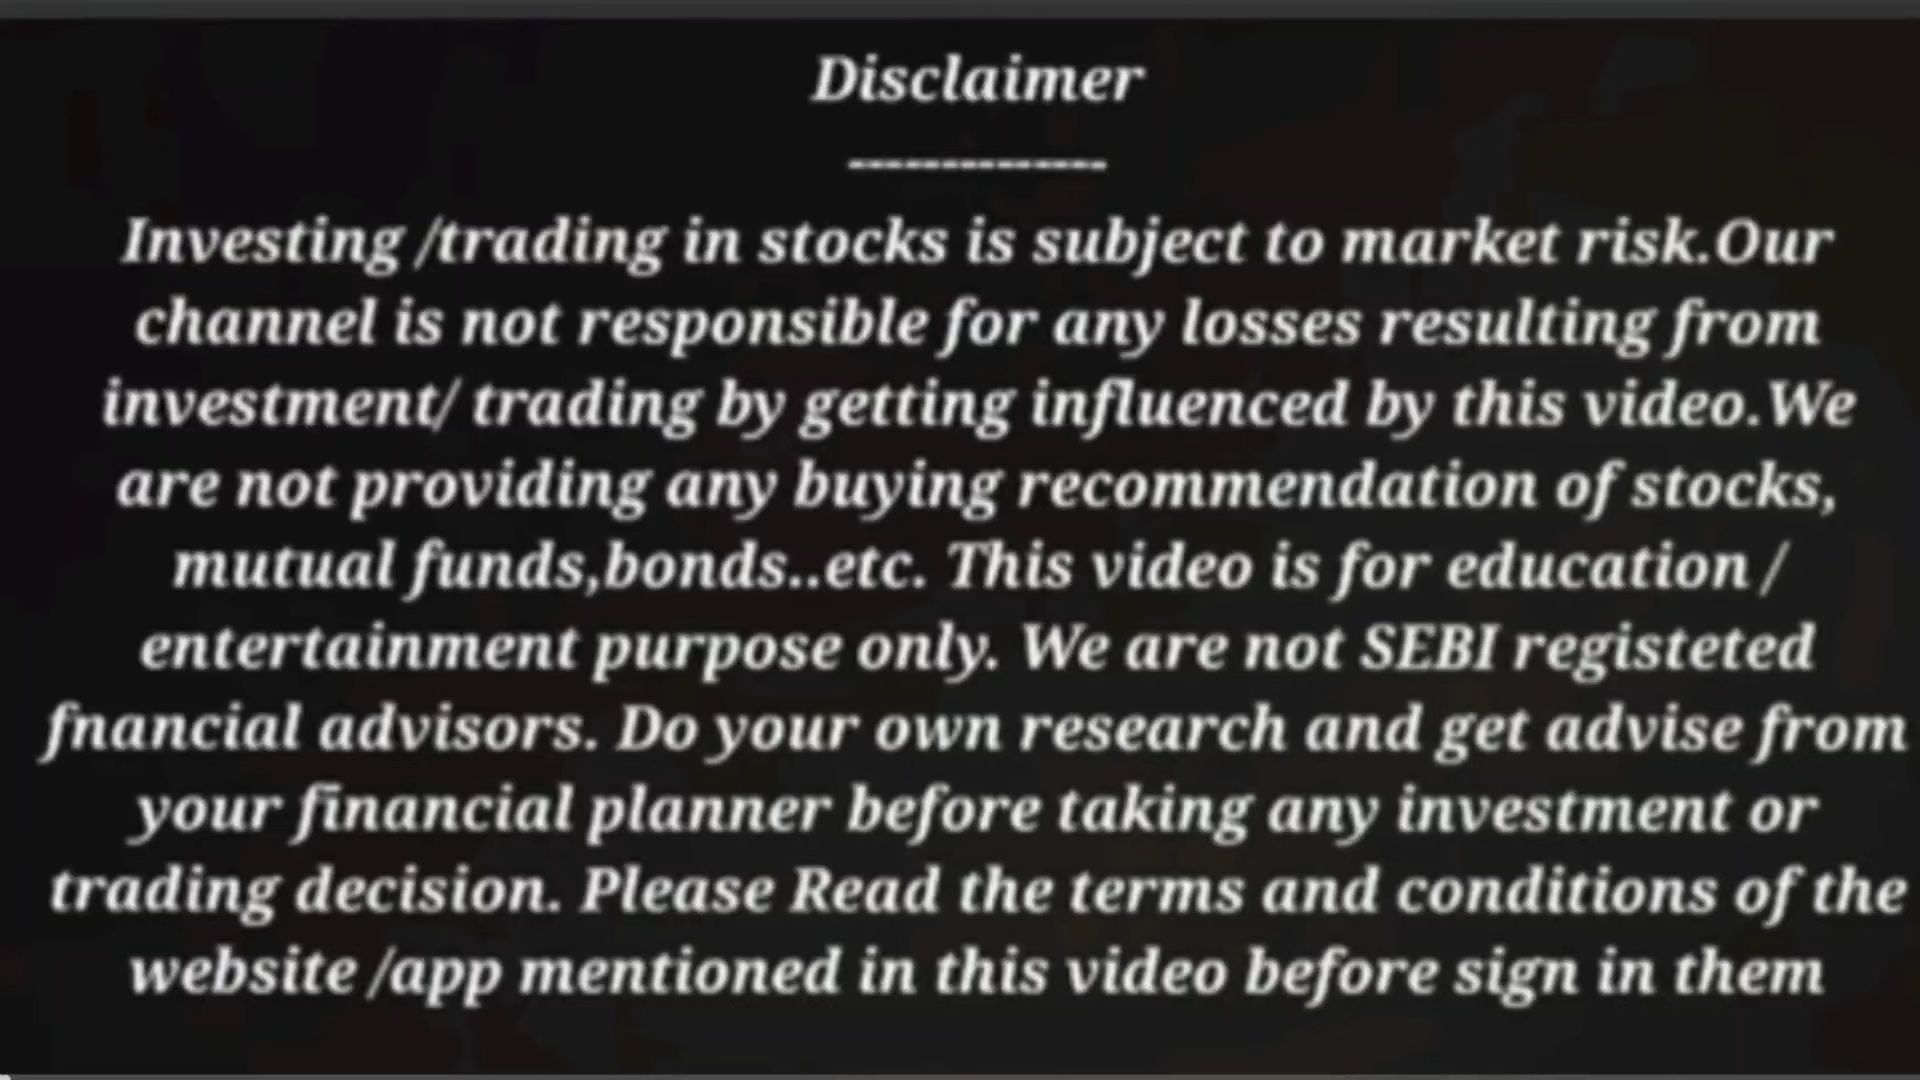 Disclaimer
--------------
Investing /trading in stocks is subject to market risk.Our
channel is not responsible for any losses resulting from
investment/ trading by getting influenced by this video.We
are not providing any buying recommendation of stocks,
mutual funds,bonds..etc. This video is for education /
entertainment purpose only. We are not SEBI registeted
fnancial advisors. Do your own research and get advise from
your financial planner before taking any investment or
trading decision. Please Read the terms and conditions of the
website /app mentioned in this video before sign in them